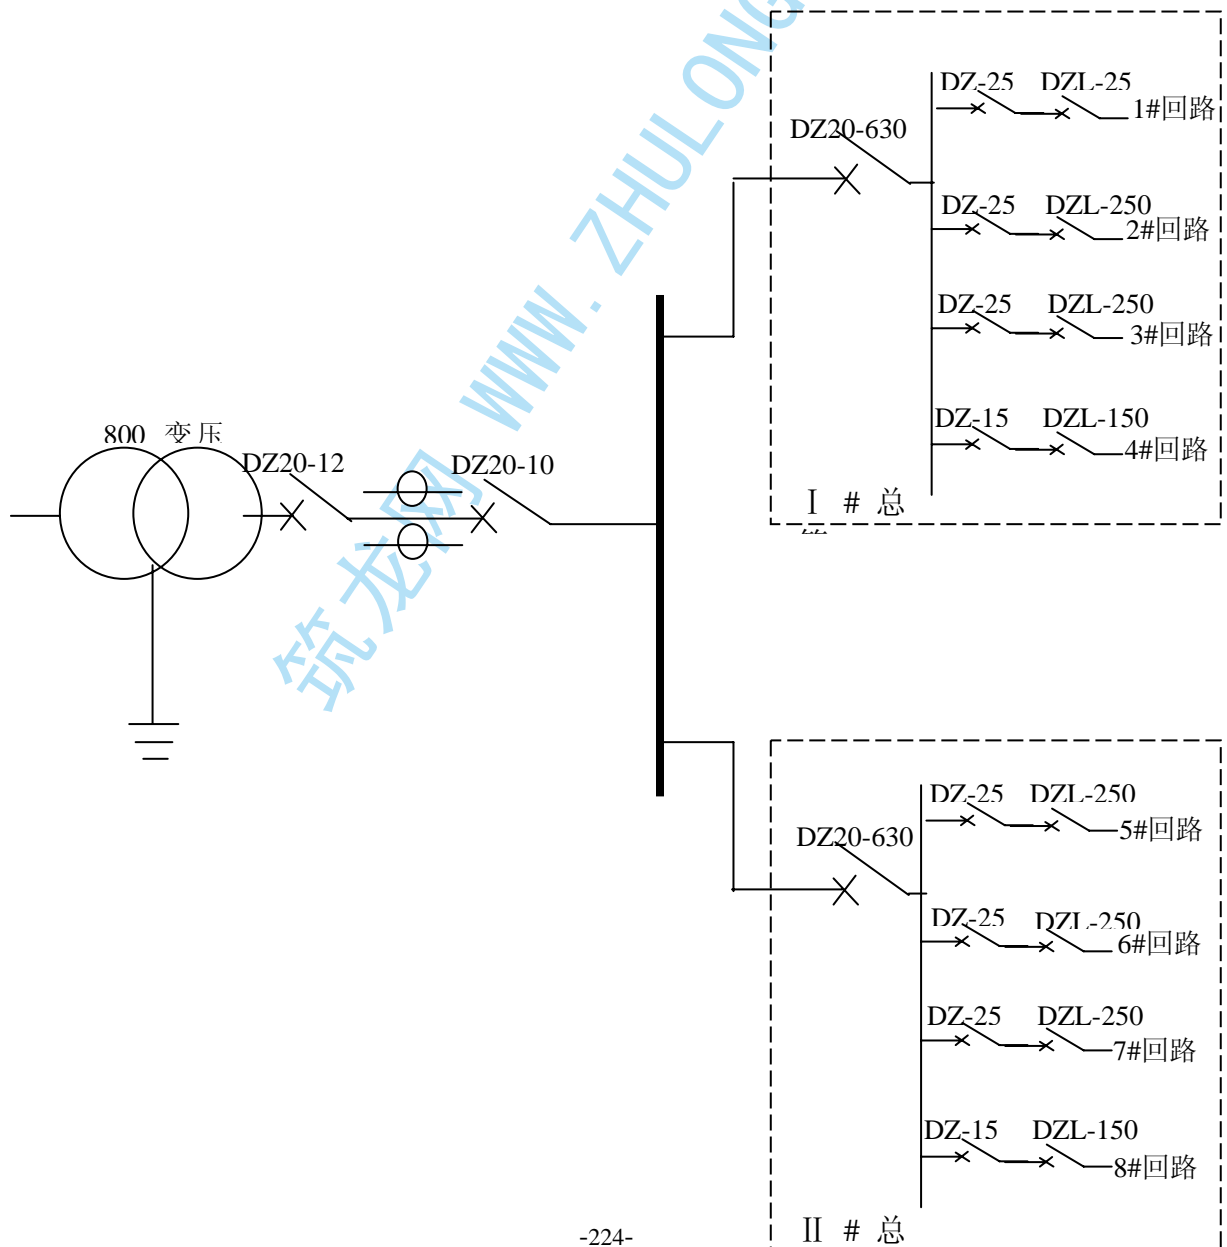 筑龙网 WWW. ZHULONG
800 变压
DZ20-12
DZ20-10
DZ20-630
DZ-25 DZL-25 1#回路
DZ-25 DZL-250 2#回路
DZ-25 DZL-250 3#回路
DZ-15 DZL-150 4#回路
Ⅰ # 总
DZ20-630
DZ-25 DZL-250 5#回路
DZ-25 DZL-250 6#回路
DZ-25 DZL-250 7#回路
DZ-15 DZL-150 8#回路
Ⅱ # 总
-224-